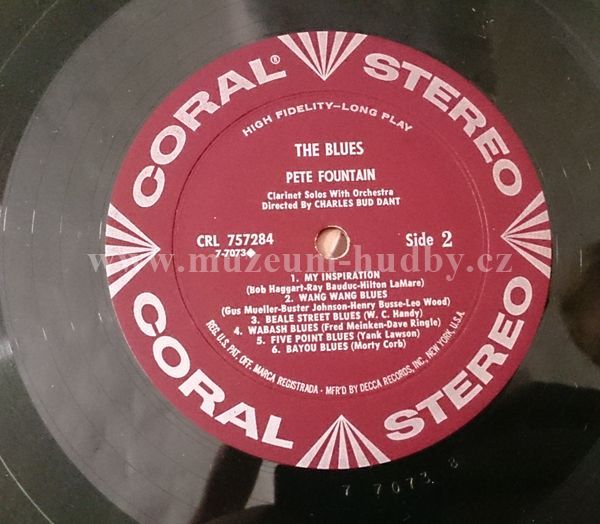 CORAL® STEREO
HIGH FIDELITY—LONG PLAY
THE BLUES
PETE FOUNTAIN
Clarinet Solos With Orchestra
Directed By CHARLES BUD DANT
CRL 757284
7-7073◆
Side 2
www.muzeum-hudby.cz
1. MY INSPIRATION
(Bob Haggart-Ray Bauduc-Hilton LaMare)
2. WANG WANG BLUES
(Gus Mueller-Buster Johnson-Henry Busse-Leo Wood)
3. BEALE STREET BLUES (W. C. Handy)
4. WABASH BLUES (Fred Meinken-Dave Ringle)
5. FIVE POINT BLUES (Yank Lawson)
6. BAYOU BLUES (Morty Corb)
REG. U.S. PAT. OFF. MARCA REGISTRADA - MFR'D BY DECCA RECORDS, INC., NEW YORK, U.S.A.
CORAL STEREO
7 7073